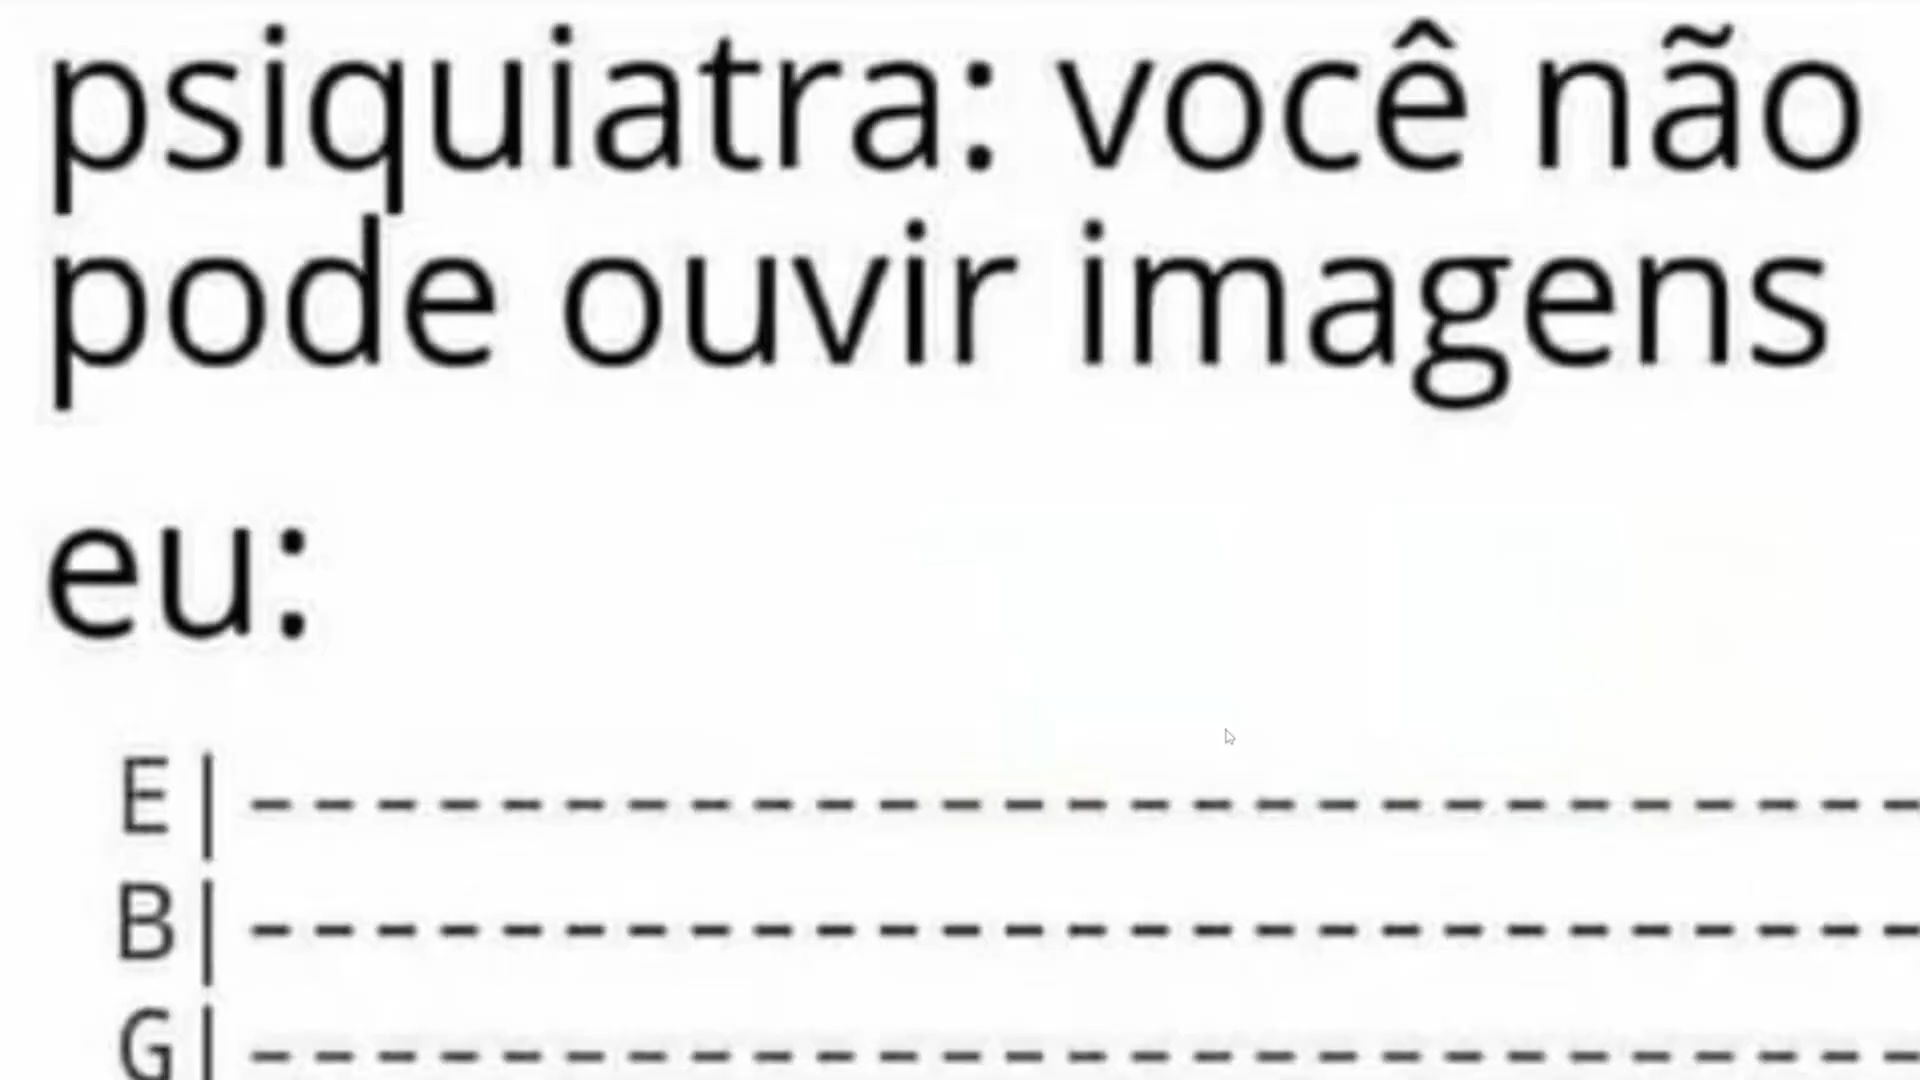 psiquiatra: você não
pode ouvir imagens
eu:
E | - - - - - - - - - - - - - - - - - - - - - - - - - - -
B | - - - - - - - - - - - - - - - - - - - - - - - - - - -
G | - - - - - - - - - - - - - - - - - - - - - - - - - - -